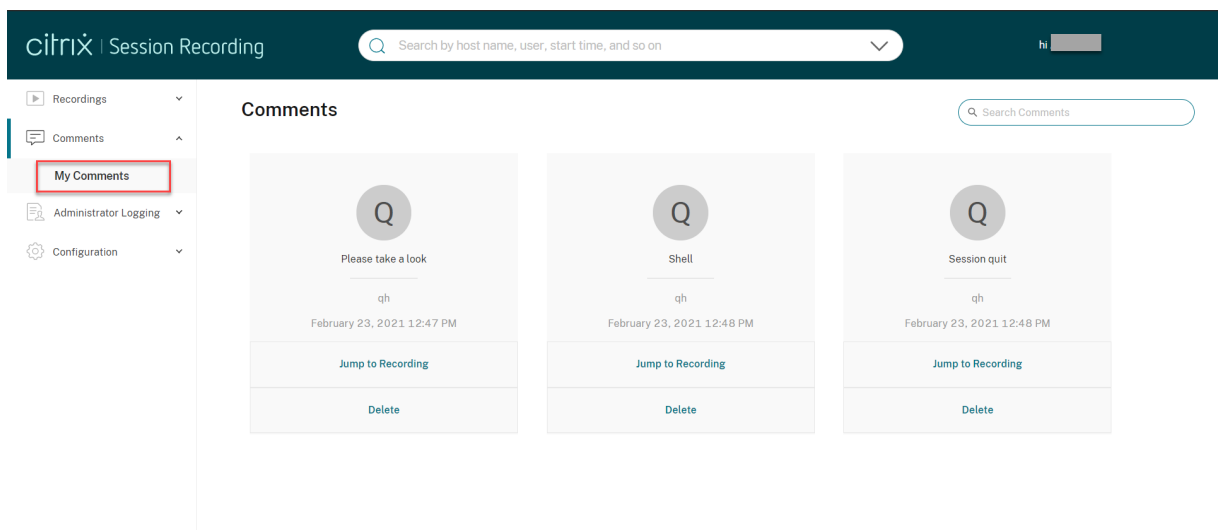 citrix | Session Recording
Search by host name, user, start time, and so on
hi
Recordings
Comments
My Comments
Administrator Logging
Configuration
Comments
Search Comments
Q
Please take a look
qh
February 23, 2021 12:47 PM
Jump to Recording
Delete
Q
Shell
qh
February 23, 2021 12:48 PM
Jump to Recording
Delete
Q
Session quit
qh
February 23, 2021 12:48 PM
Jump to Recording
Delete